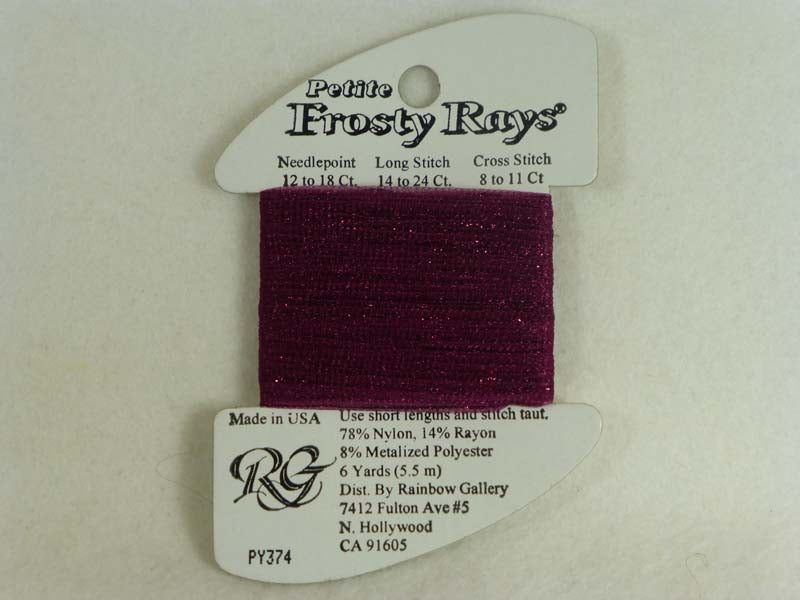 Petite
Frosty Rays®
Needlepoint Long Stitch Cross Stitch
12 to 18 Ct. 14 to 24 Ct. 8 to 11 Ct
Made in USA
RG
PY374
Use short lengths and stitch taut.
78% Nylon, 14% Rayon
8% Metalized Polyester
6 Yards (5.5 m)
Dist. By Rainbow Gallery
7412 Fulton Ave #5
N. Hollywood
CA 91605